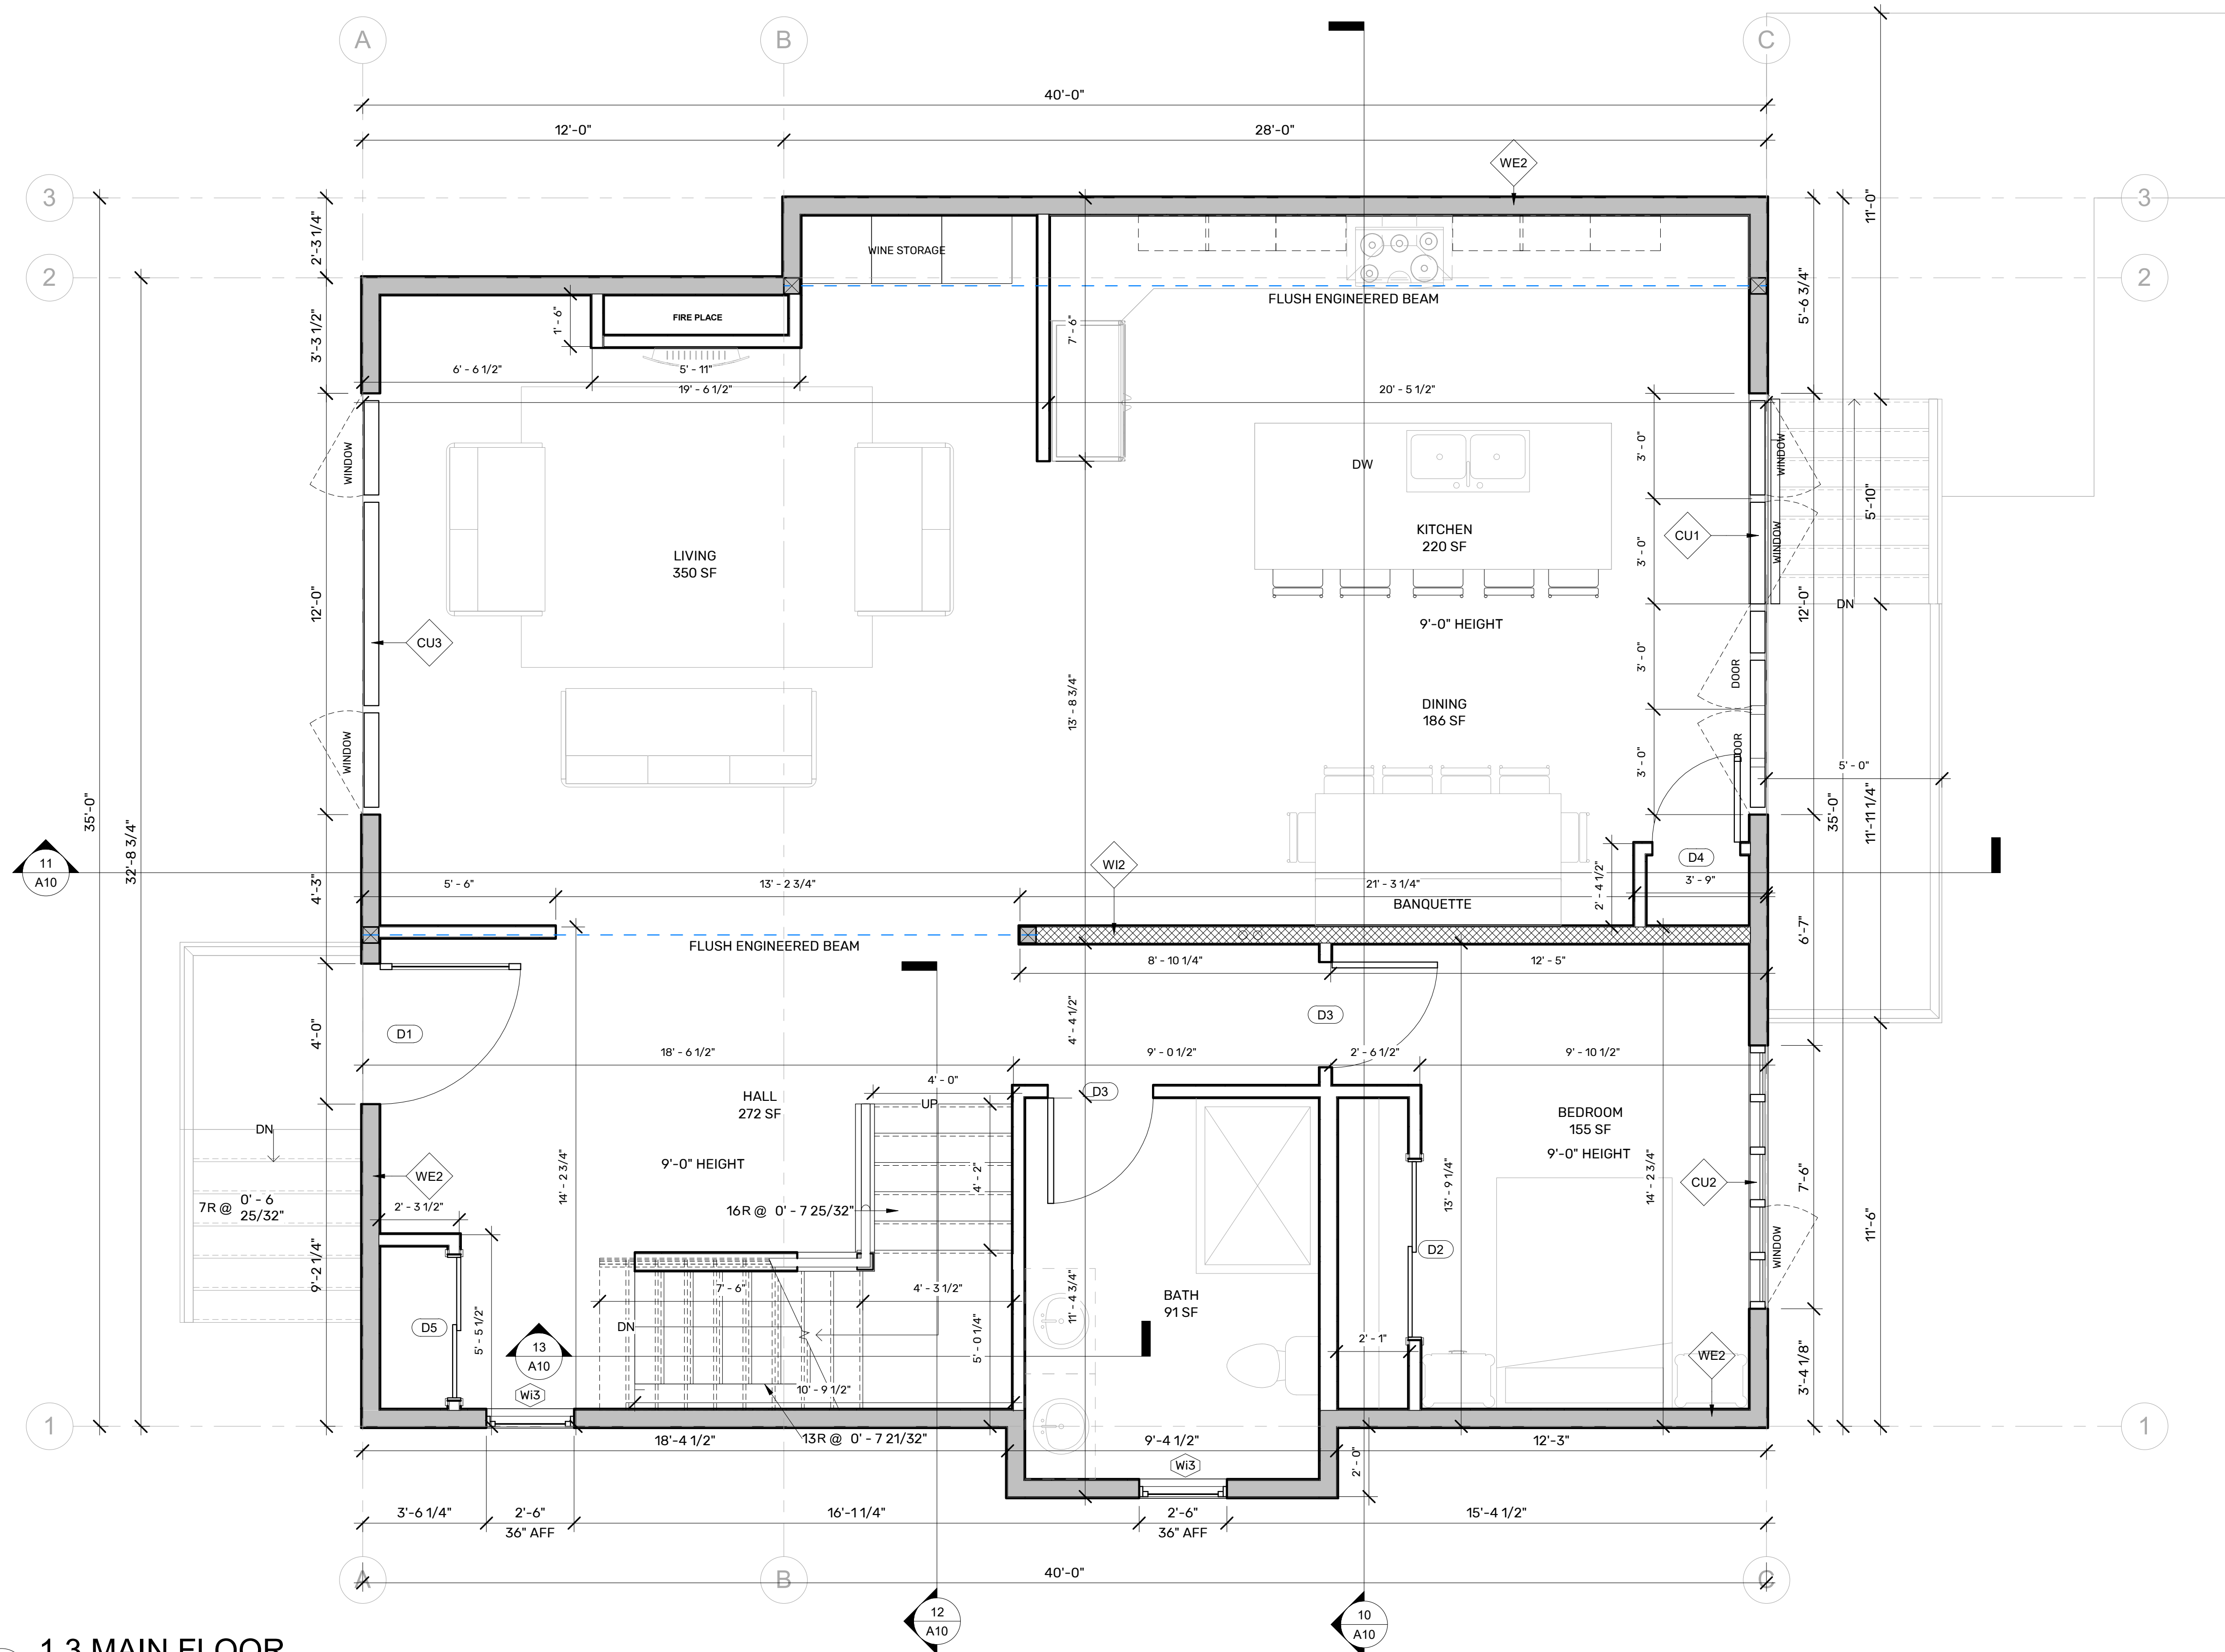 A
B
C
40'-0"
12'-0"
28'-0"
WE2
3
3
2
2
2'-3 1/4"
11'-0"
WINE STORAGE
FLUSH ENGINEERED BEAM
FIRE PLACE
1' - 6"
3'-3 1/2"
7' - 6"
5'-6 3/4"
6' - 6 1/2"
5' - 11"
19' - 6 1/2"
20' - 5 1/2"
WINDOW
3' - 0"
WINDOW
DW
5'-10"
KITCHEN
220 SF
CU1
WINDOW
3' - 0"
LIVING
350 SF
12'-0"
12'-0"
DN
9'-0" HEIGHT
CU3
3' - 0"
DOOR
DINING
186 SF
13' - 8 3/4"
WINDOW
DOOR
3' - 0"
5' - 0"
35'-0"
32'-8 3/4"
35'-0"
11'-11 1/4"
11
A10
WI2
D4
4'-3"
5' - 6"
13' - 2 3/4"
21' - 3 1/4"
2' - 4 1/2"
3' - 9"
BANQUETTE
6'-7"
FLUSH ENGINEERED BEAM
8' - 10 1/4"
12' - 5"
D1
4'-0"
4' - 4 1/2"
D3
18' - 6 1/2"
9' - 0 1/2"
2' - 6 1/2"
9' - 10 1/2"
4' - 0"
D3
HALL
272 SF
UP
BEDROOM
155 SF
DN
9'-0" HEIGHT
9'-0" HEIGHT
WE2
14' - 2 3/4"
4' - 2"
13' - 9 1/4"
14' - 2 3/4"
CU2
7'-6"
7R @
0' - 6
25/32"
2' - 3 1/2"
16R @ 0' - 7 25/32"
11'-6"
D2
WINDOW
9'-2 1/4"
7' - 6"
4' - 3 1/2"
BATH
91 SF
11' - 4 3/4"
D5
5' - 5 1/2"
DN
5' - 0 1/4"
2' - 1"
13
A10
WE2
3'-4 1/8"
Wi3
10' - 9 1/2"
1
1
18'-4 1/2"
13R @ 0' - 7 21/32"
9'-4 1/2"
12'-3"
Wi3
2' - 0"
3'-6 1/4"
2'-6"
16'-1 1/4"
2'-6"
15'-4 1/2"
36" AFF
36" AFF
A
B
C
40'-0"
12
A10
10
A10
1.3 MAIN FLOOR